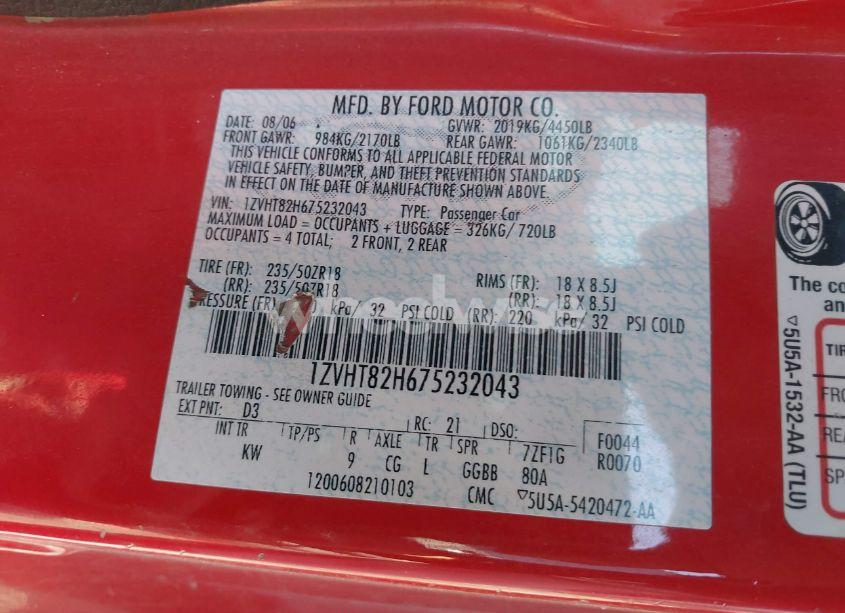 MFD. BY FORD MOTOR CO.
DATE: 08/06 GVWR: 2019KG/4450LB
FRONT GAWR: 984KG/2170LB REAR GAWR: 1061KG/2340LB
THIS VEHICLE CONFORMS TO ALL APPLICABLE FEDERAL MOTOR
VEHICLE SAFETY, BUMPER, AND THEFT PREVENTION STANDARDS
IN EFFECT ON THE DATE OF MANUFACTURE SHOWN ABOVE.
VIN: 1ZVHT82H675232043 TYPE: Passenger Car
MAXIMUM LOAD = OCCUPANTS + LUGGAGE = 326KG/ 720LB
OCCUPANTS = 4 TOTAL; 2 FRONT, 2 REAR
TIRE (FR): 235/50ZR18 RIMS (FR): 18 X 8.5J
(RR): 235/50ZR18 (RR): 18 X 8.5J
PRESSURE (FR) kPa/ 32 PSI COLD (RR): 220 kPa/ 32 PSI COLD
1ZVHT82H675232043
TRAILER TOWING - SEE OWNER GUIDE
EXT PNT: D3 RC: 21 DSO: F0044
INT TR TP/PS R AXLE TR SPR 7ZF1G R0070
KW 9 CG L GGBB 80A
1200608210103 CMC ▽5U5A-5420472-AA
The co
an
TIR
FRO
REA
SP
▽5U5A-1532-AA (TLU)